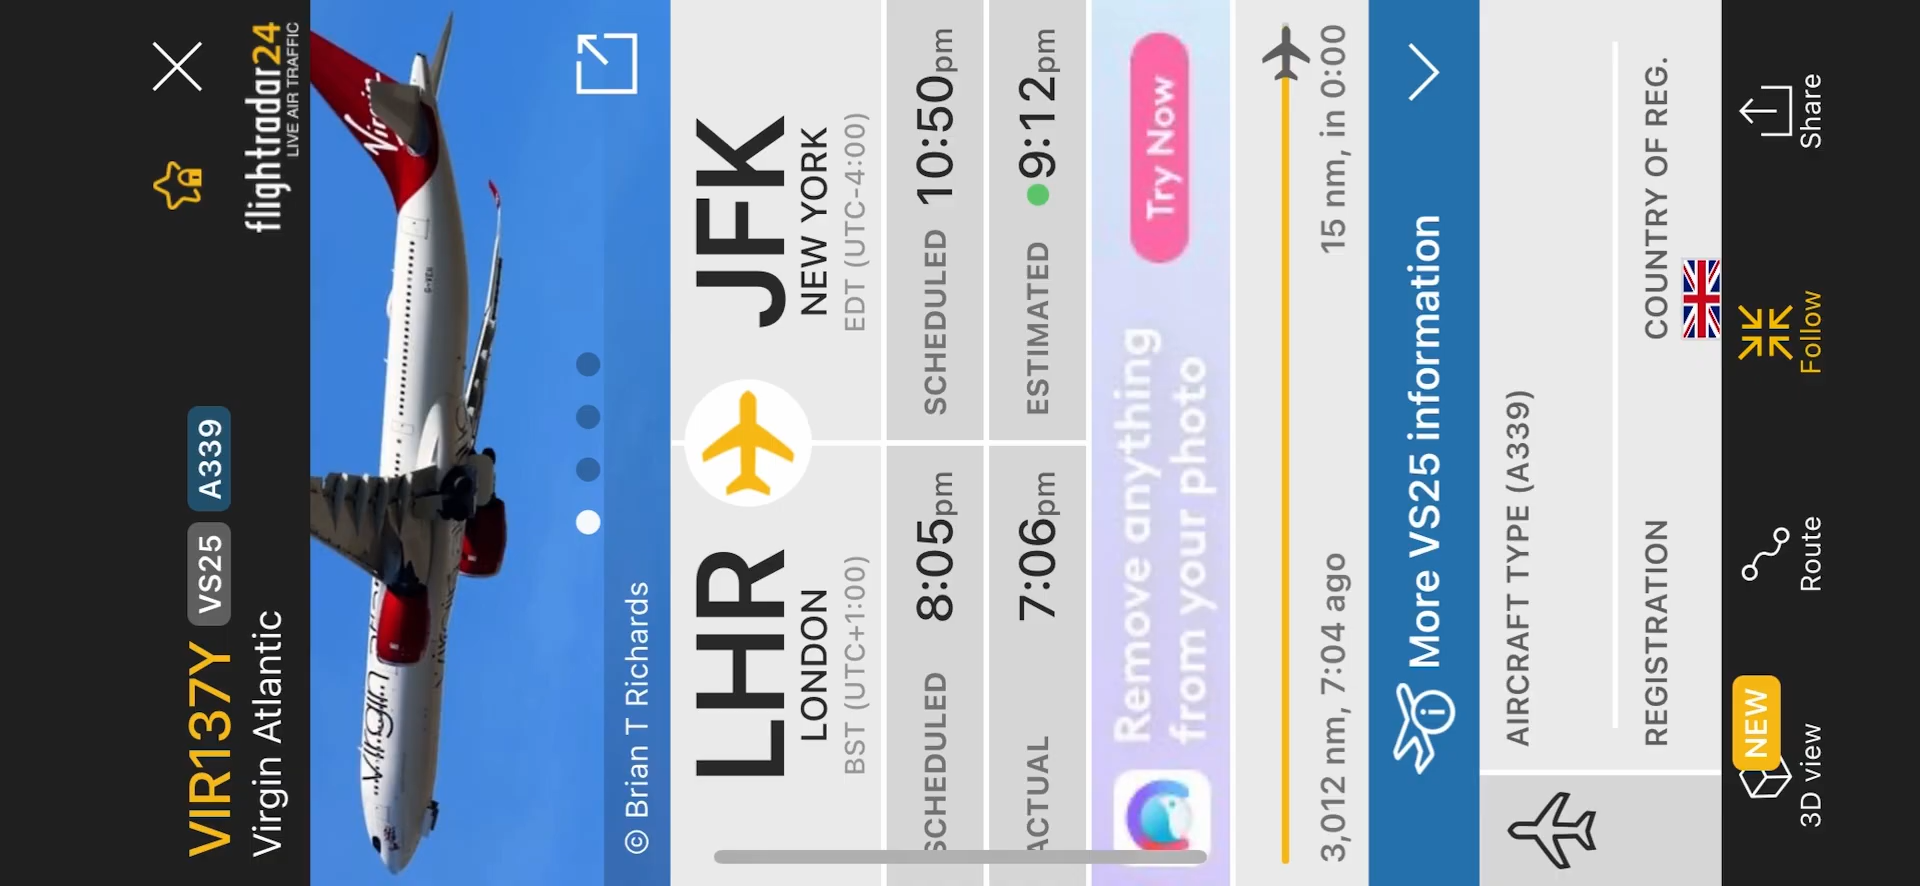 VIR137Y VS25 A339
Virgin Atlantic
flightradar24
LIVE AIR TRAFFIC
Virgin
G-VEII
© Brian T Richards
LHR
LONDON
BST (UTC+1:00)
JFK
NEW YORK
EDT (UTC-4:00)
SCHEDULED 8:05pm
SCHEDULED 10:50pm
ACTUAL 7:06pm
ESTIMATED 9:12pm
Remove anything
from your photo
Try Now
3,012 nm, 7:04 ago
15 nm, in 0:00
More VS25 information
AIRCRAFT TYPE (A339)
REGISTRATION
COUNTRY OF REG.
NEW
3D view
Route
Follow
Share